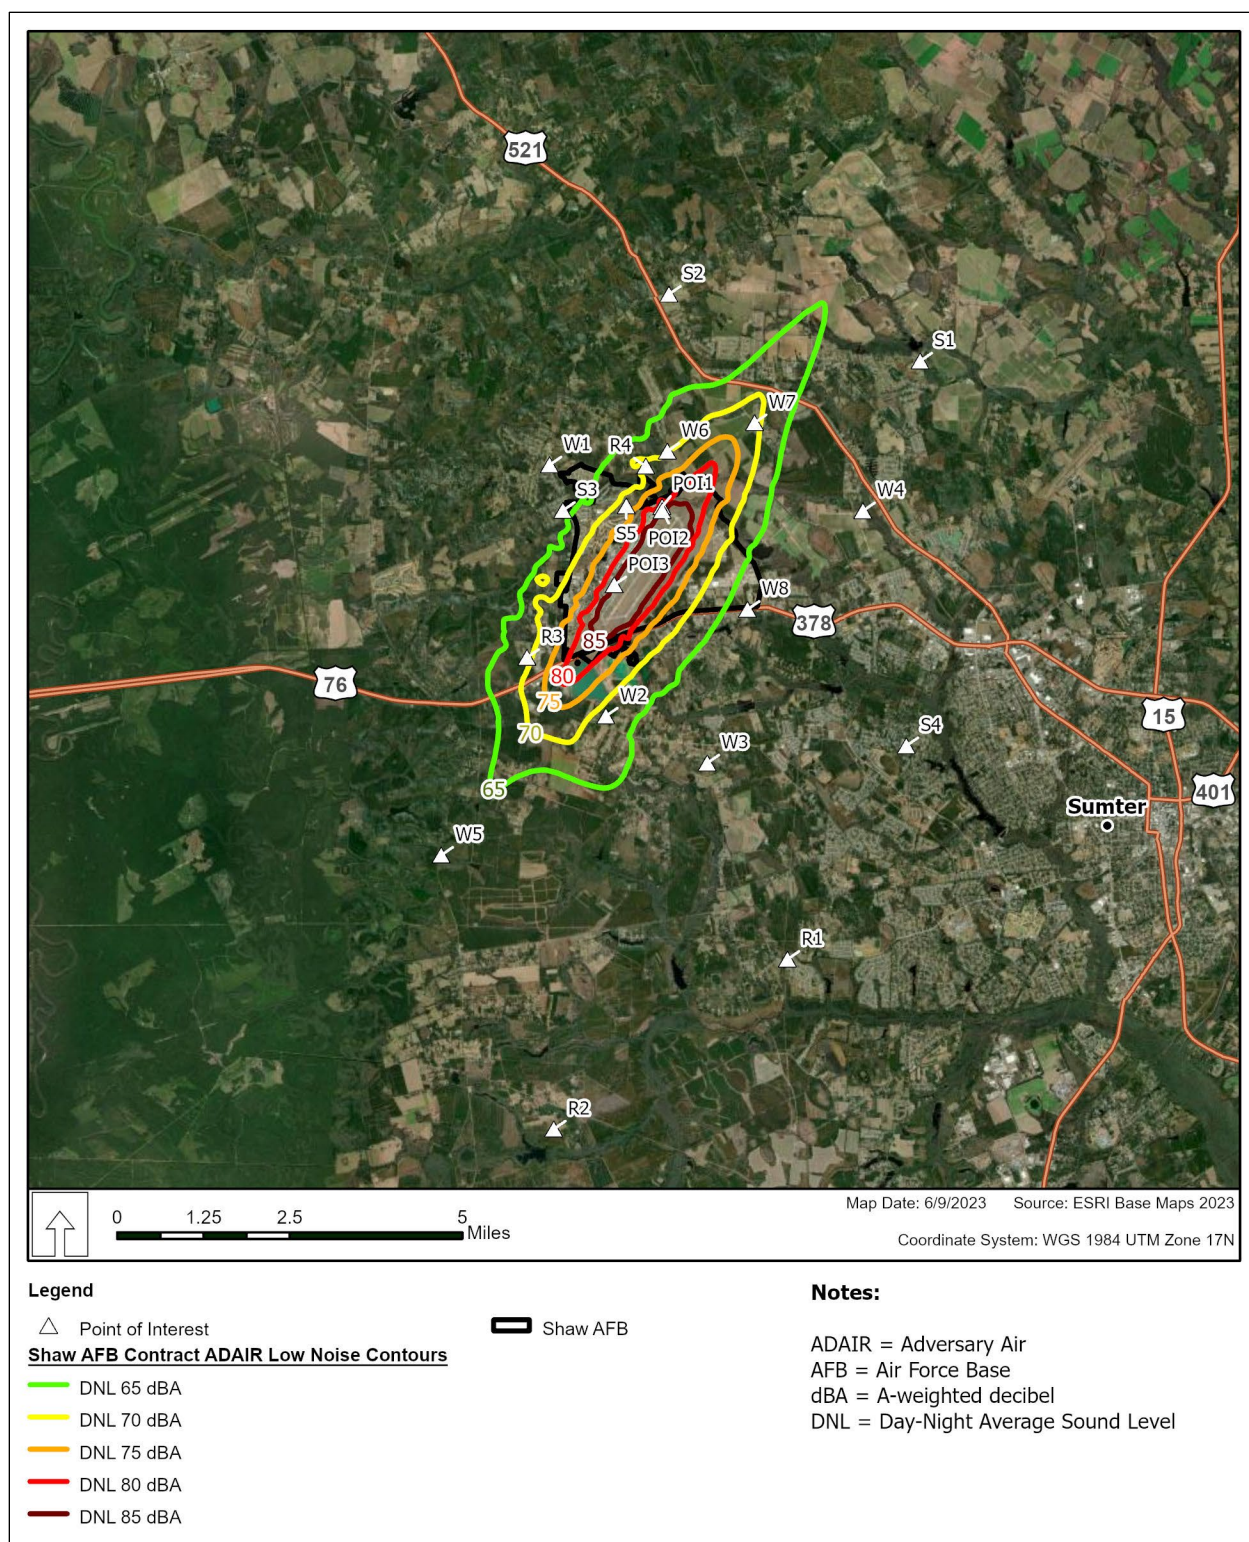 521
S2
S1
W7
W6
R4
W1
POI1
S3
W4
S5
POI2
POI3
W8
378
85
R3
80
76
75
W2
15
70
S4
W3
65
401
Sumter
W5
R1
R2
Map Date: 6/9/2023 Source: ESRI Base Maps 2023
0 1.25 2.5 5
Miles
Coordinate System: WGS 1984 UTM Zone 17N
Legend
Point of Interest
Shaw AFB
Shaw AFB Contract ADAIR Low Noise Contours
DNL 65 dBA
DNL 70 dBA
DNL 75 dBA
DNL 80 dBA
DNL 85 dBA
Notes:
ADAIR = Adversary Air
AFB = Air Force Base
dBA = A-weighted decibel
DNL = Day-Night Average Sound Level